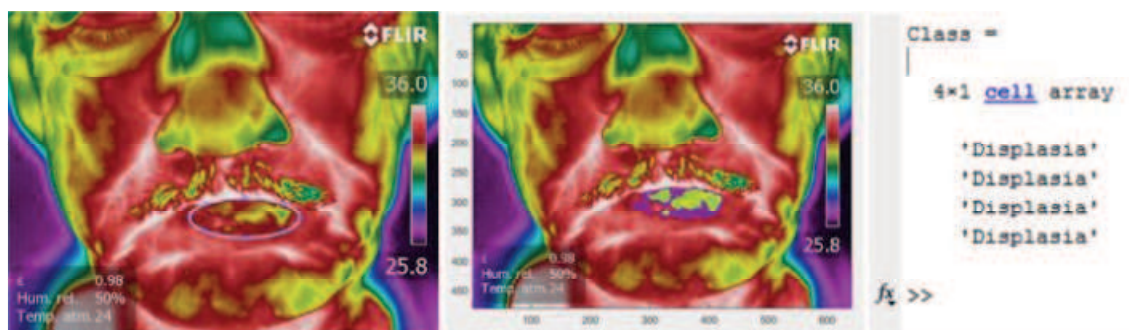 FLIR
36.0
25.8
ε 0.98
Hum. rel. 50%
Temp. atm. 24
50
100
150
200
250
300
350
400
450
FLIR
36.0
25.8
0.98
Hum. rel. 50%
Temp. atm. 24
100
200
300
400
500
600
Class =
4*1 cell array
'Displasia'
'Displasia'
'Displasia'
'Displasia'
fx >>